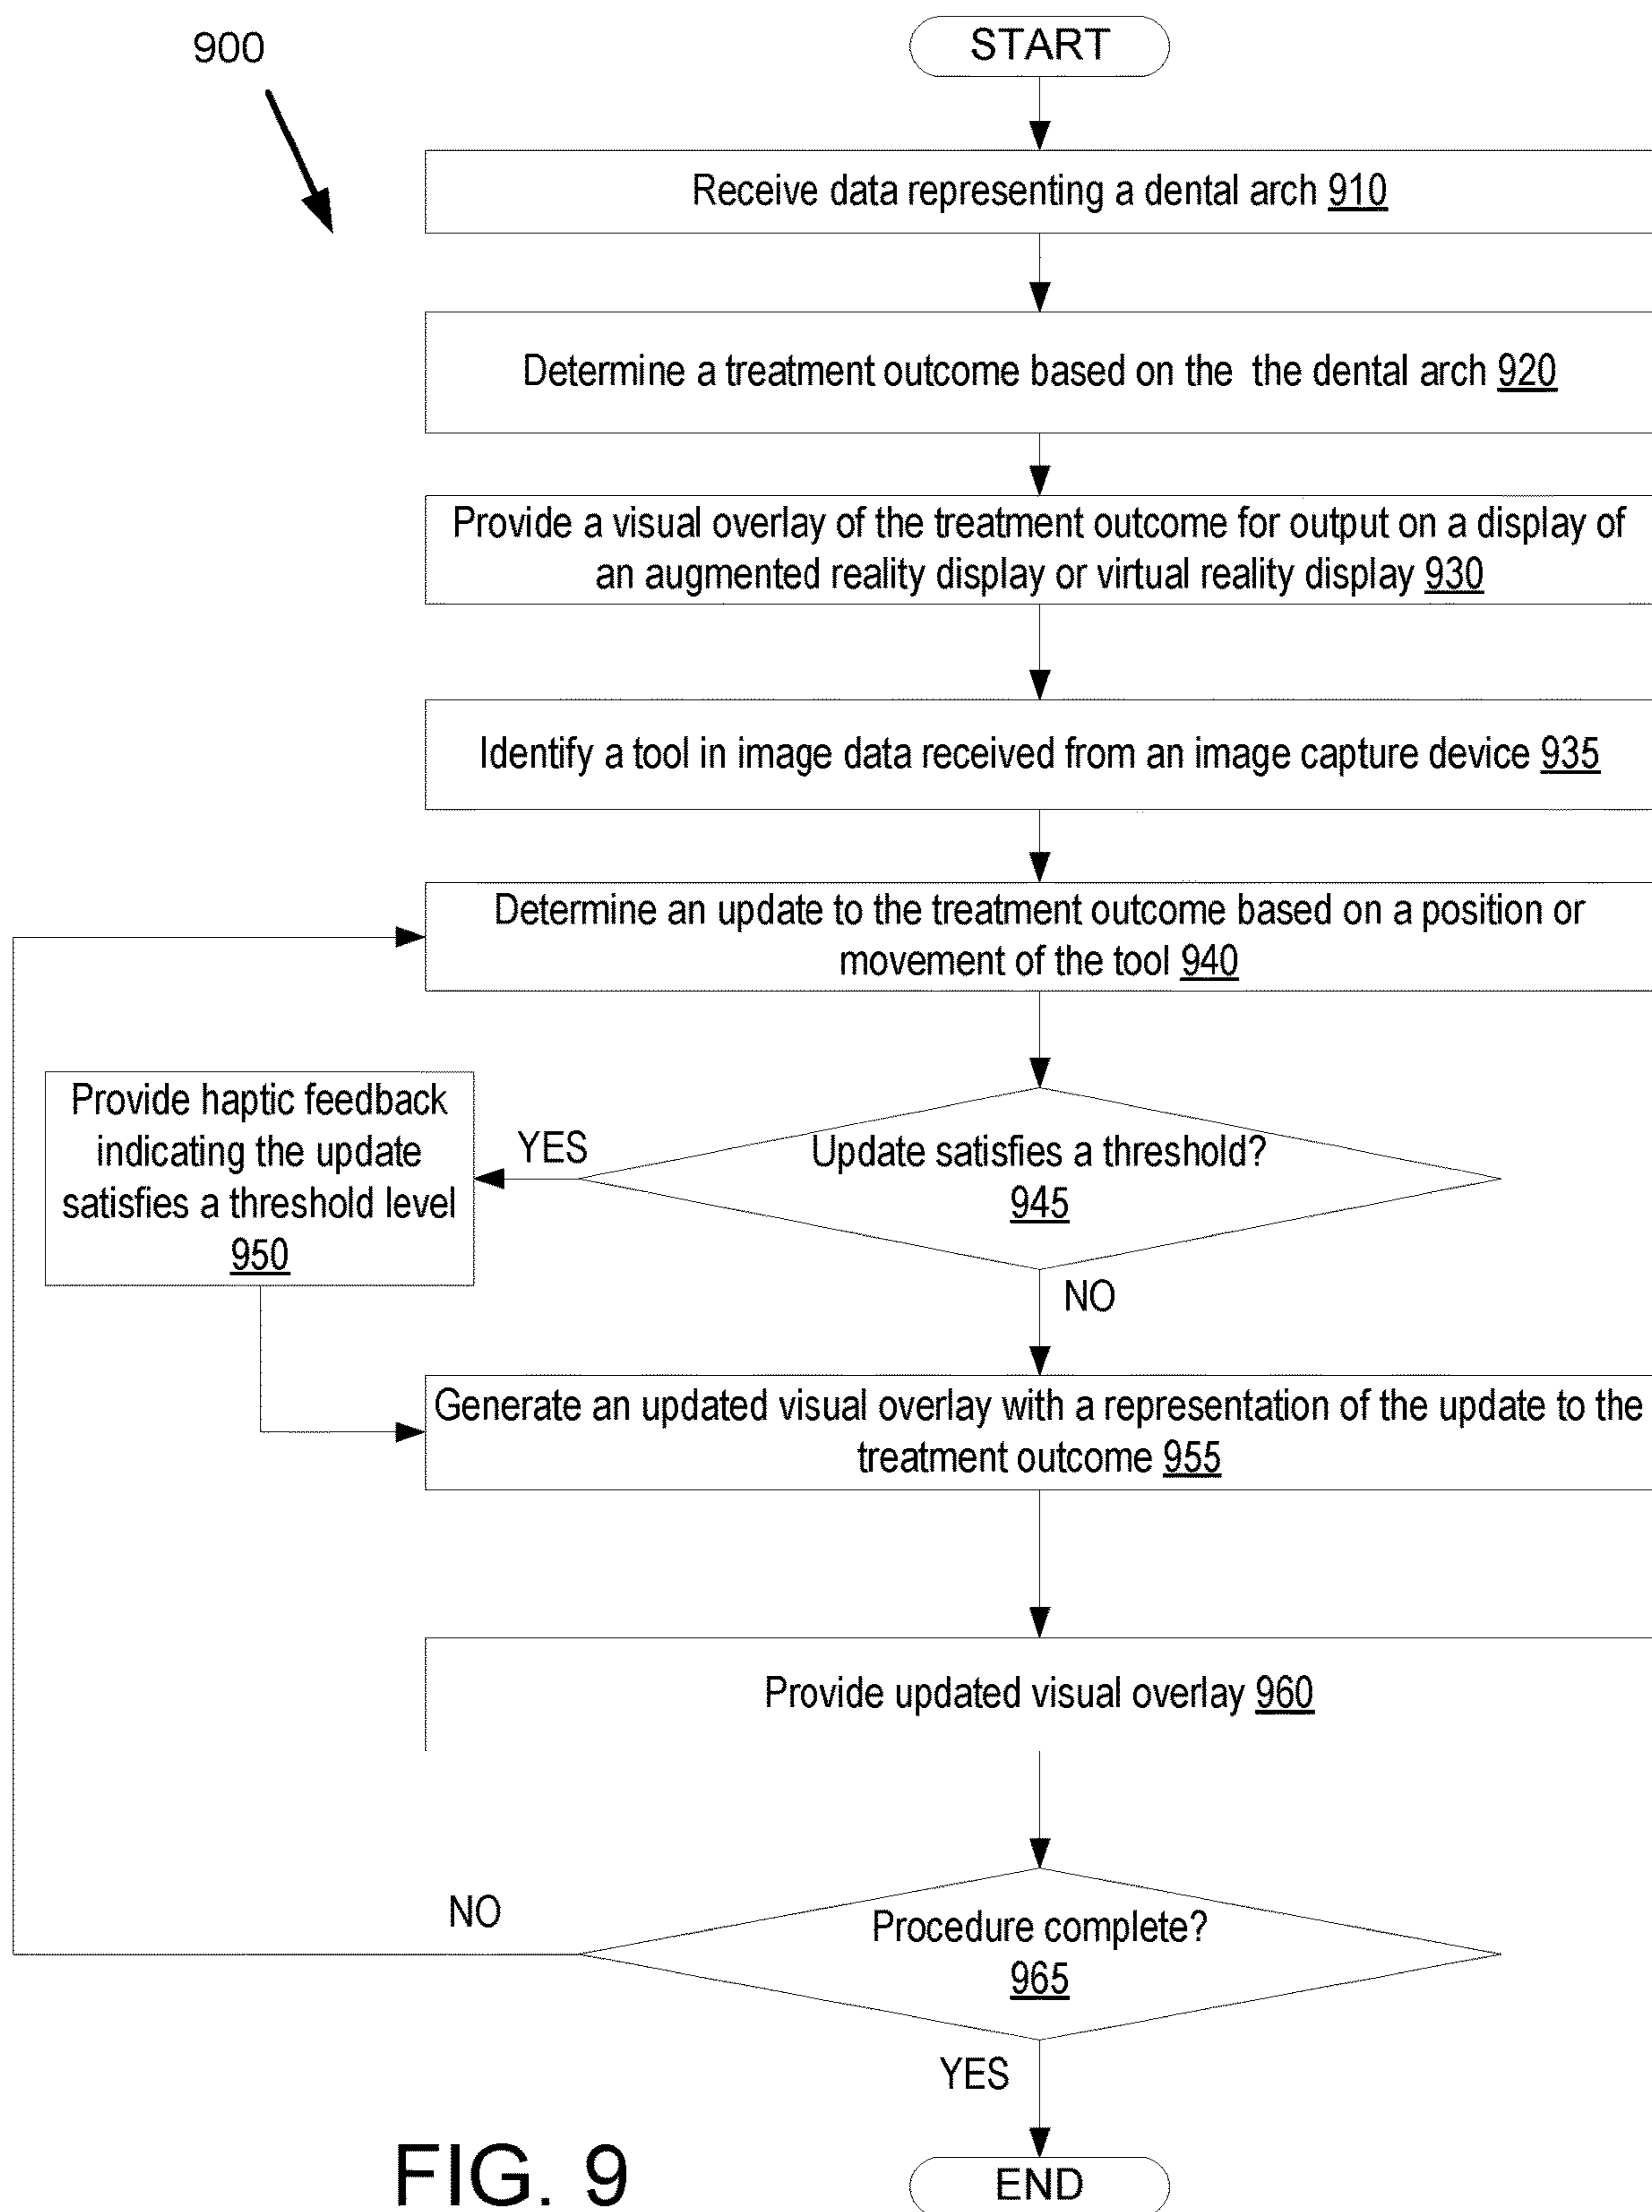 900
START
Receive data representing a dental arch 910
Determine a treatment outcome based on the the dental arch 920
Provide a visual overlay of the treatment outcome for output on a display of
an augmented reality display or virtual reality display 930
Identify a tool in image data received from an image capture device 935
Determine an update to the treatment outcome based on a position or
movement of the tool 940
Update satisfies a threshold?
945
YES
Provide haptic feedback
indicating the update
satisfies a threshold level
950
NO
Generate an updated visual overlay with a representation of the update to the
treatment outcome 955
Provide updated visual overlay 960
Procedure complete?
965
NO
YES
END
FIG. 9